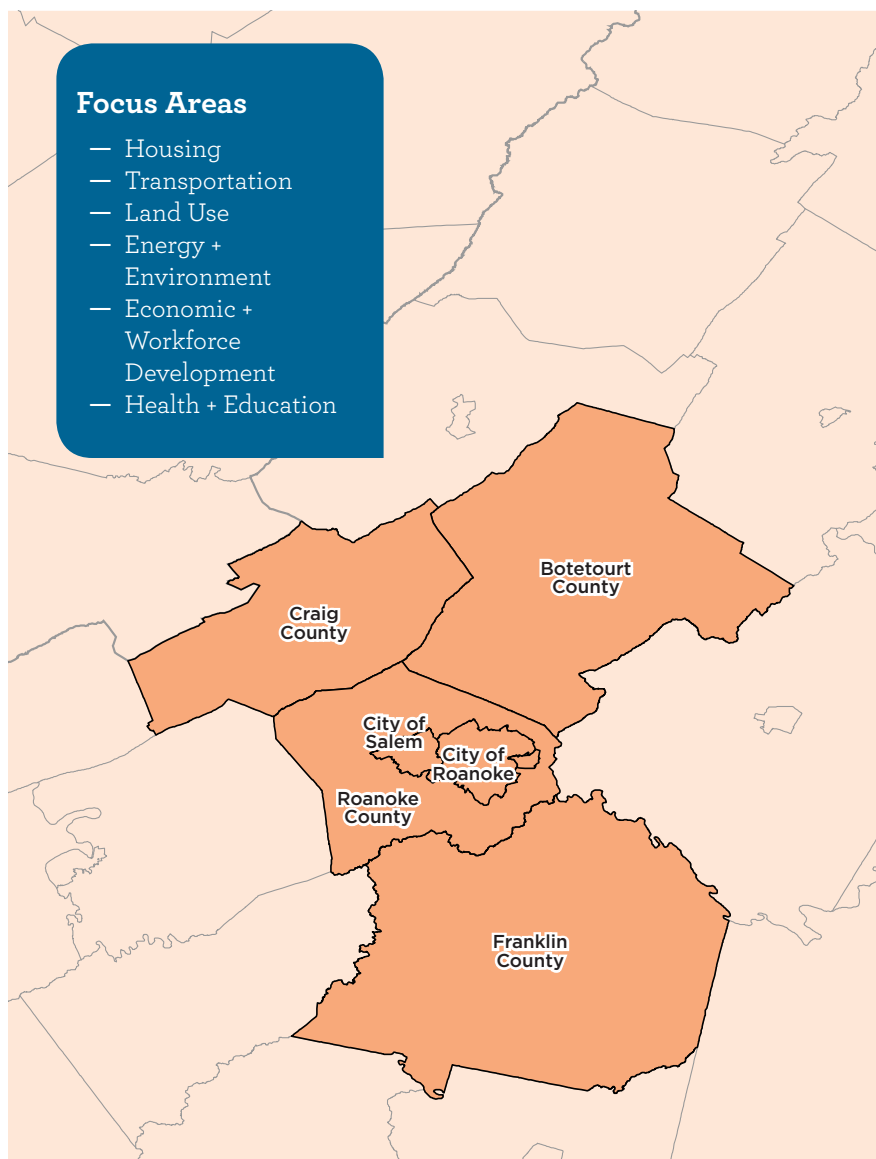 Focus Areas
— Housing
— Transportation
— Land Use
— Energy +
Environment
— Economic +
Workforce
Development
— Health + Education
Botetourt
County
Craig
County
City of
Salem
City of
Roanoke
Roanoke
County
Franklin
County